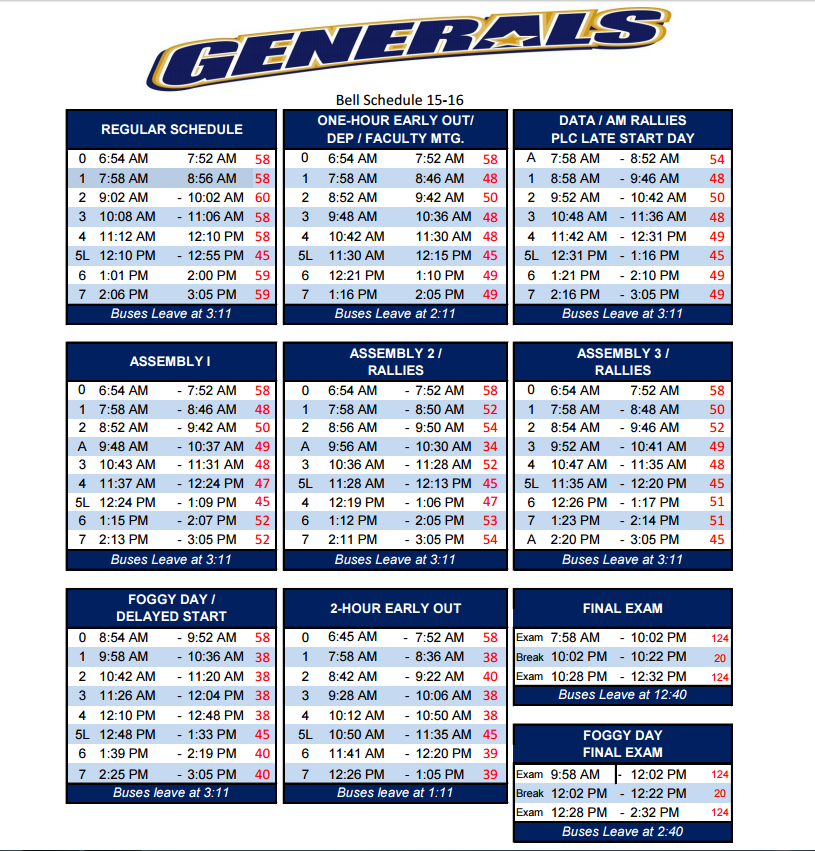 GENERALS
Bell Schedule 15-16
REGULAR SCHEDULE
0 6:54 AM 7:52 AM 58
1 7:58 AM 8:56 AM 58
2 9:02 AM - 10:02 AM 60
3 10:08 AM - 11:06 AM 58
4 11:12 AM 12:10 PM 58
5L 12:10 PM - 12:55 PM 45
6 1:01 PM 2:00 PM 59
7 2:06 PM 3:05 PM 59
Buses Leave at 3:11
ONE-HOUR EARLY OUT/
DEP / FACULTY MTG.
0 6:54 AM 7:52 AM 58
1 7:58 AM 8:46 AM 48
2 8:52 AM 9:42 AM 50
3 9:48 AM 10:36 AM 48
4 10:42 AM 11:30 AM 48
5L 11:30 AM 12:15 PM 45
6 12:21 PM 1:10 PM 49
7 1:16 PM 2:05 PM 49
Buses Leave at 2:11
DATA / AM RALLIES
PLC LATE START DAY
A 7:58 AM - 8:52 AM 54
1 8:58 AM - 9:46 AM 48
2 9:52 AM - 10:42 AM 50
3 10:48 AM - 11:36 AM 48
4 11:42 AM - 12:31 PM 49
5L 12:31 PM - 1:16 PM 45
6 1:21 PM - 2:10 PM 49
7 2:16 PM - 3:05 PM 49
Buses Leave at 3:11
ASSEMBLY I
0 6:54 AM - 7:52 AM 58
1 7:58 AM - 8:46 AM 48
2 8:52 AM - 9:42 AM 50
A 9:48 AM - 10:37 AM 49
3 10:43 AM - 11:31 AM 48
4 11:37 AM - 12:24 PM 47
5L 12:24 PM - 1:09 PM 45
6 1:15 PM - 2:07 PM 52
7 2:13 PM - 3:05 PM 52
Buses Leave at 3:11
ASSEMBLY 2 /
RALLIES
0 6:54 AM - 7:52 AM 58
1 7:58 AM - 8:50 AM 52
2 8:56 AM - 9:50 AM 54
A 9:56 AM - 10:30 AM 34
3 10:36 AM - 11:28 AM 52
5L 11:28 AM - 12:13 PM 45
4 12:19 PM - 1:06 PM 47
6 1:12 PM - 2:05 PM 53
7 2:11 PM - 3:05 PM 54
Buses Leave at 3:11
ASSEMBLY 3 /
RALLIES
0 6:54 AM 7:52 AM 58
1 7:58 AM - 8:48 AM 50
2 8:54 AM - 9:46 AM 52
3 9:52 AM - 10:41 AM 49
4 10:47 AM - 11:35 AM 48
5L 11:35 AM - 12:20 PM 45
6 12:26 PM - 1:17 PM 51
7 1:23 PM - 2:14 PM 51
A 2:20 PM - 3:05 PM 45
Buses Leave at 3:11
FOGGY DAY /
DELAYED START
0 8:54 AM - 9:52 AM 58
1 9:58 AM - 10:36 AM 38
2 10:42 AM - 11:20 AM 38
3 11:26 AM - 12:04 PM 38
4 12:10 PM - 12:48 PM 38
5L 12:48 PM - 1:33 PM 45
6 1:39 PM - 2:19 PM 40
7 2:25 PM - 3:05 PM 40
Buses leave at 3:11
2-HOUR EARLY OUT
0 6:45 AM - 7:52 AM 58
1 7:58 AM - 8:36 AM 38
2 8:42 AM - 9:22 AM 40
3 9:28 AM - 10:06 AM 38
4 10:12 AM - 10:50 AM 38
5L 10:50 AM - 11:35 AM 45
6 11:41 AM - 12:20 PM 39
7 12:26 PM - 1:05 PM 39
Buses leave at 1:11
FINAL EXAM
Exam 7:58 AM - 10:02 PM 124
Break 10:02 PM - 10:22 PM 20
Exam 10:28 PM - 12:32 PM 124
Buses Leave at 12:40
FOGGY DAY
FINAL EXAM
Exam 9:58 AM - 12:02 PM 124
Break 12:02 PM - 12:22 PM 20
Exam 12:28 PM - 2:32 PM 124
Buses Leave at 2:40